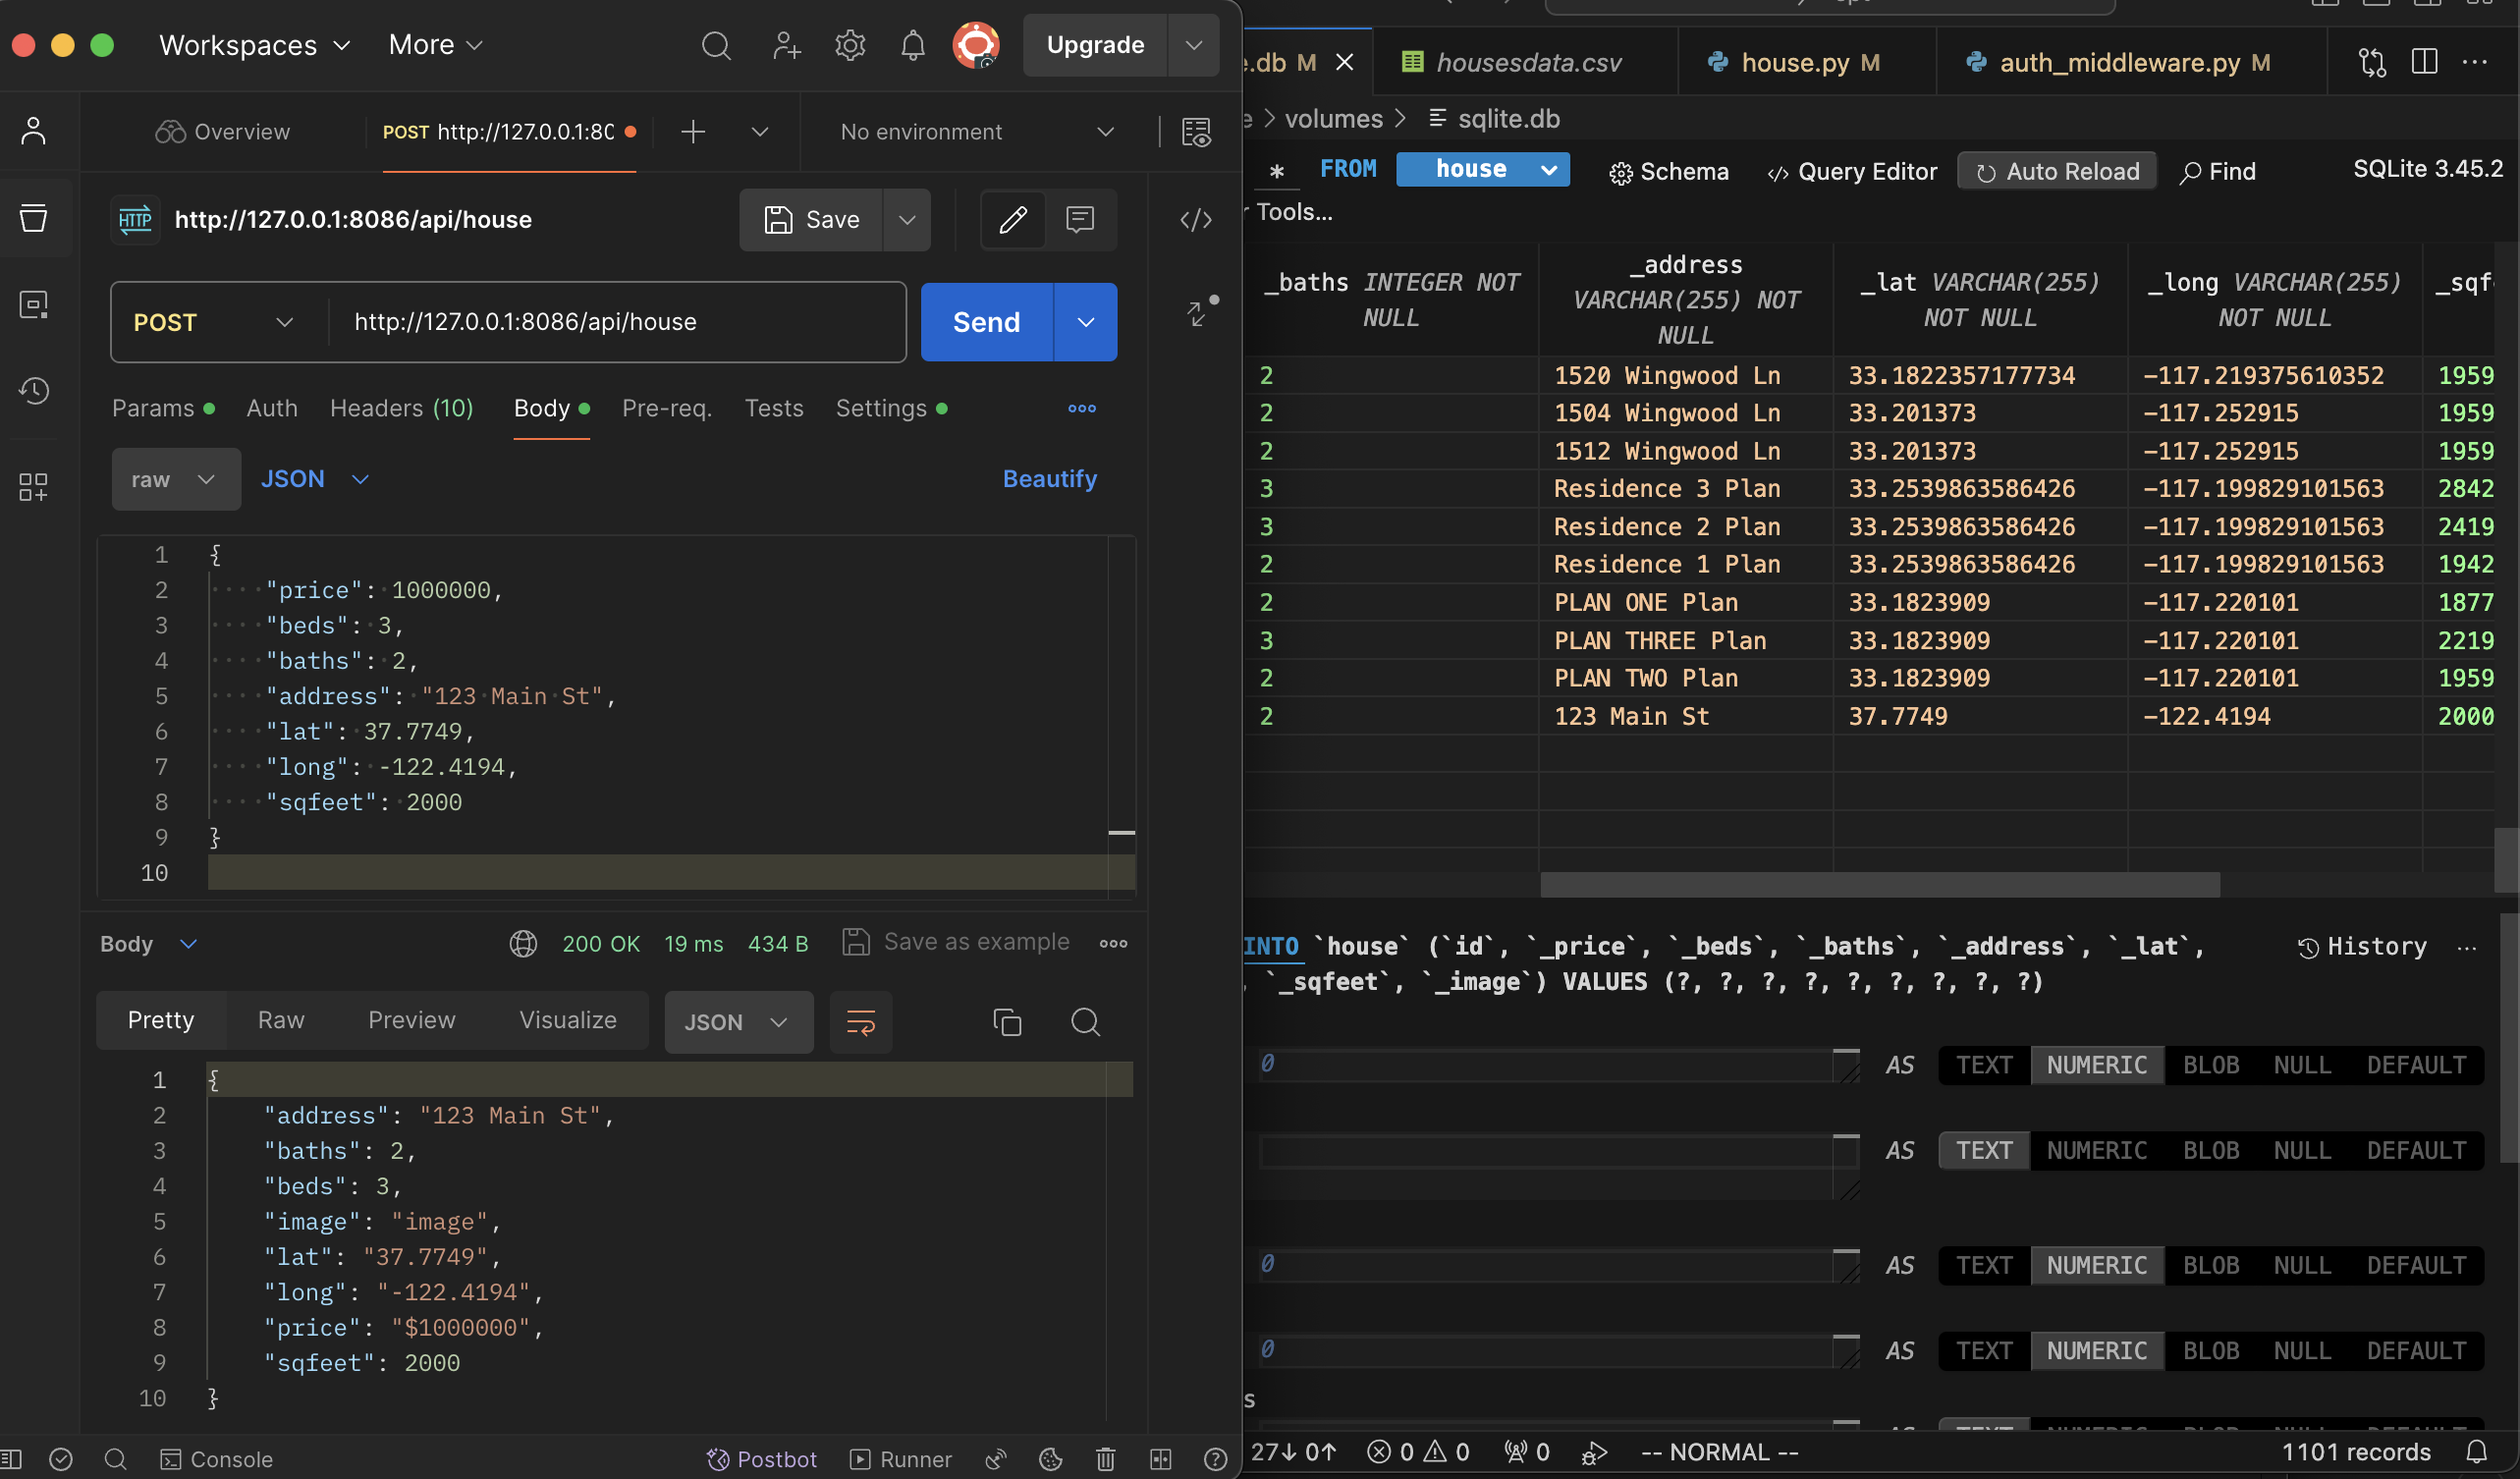 Workspaces More Upgrade
Overview POST http://127.0.0.1:80 No environment
HTTP http://127.0.0.1:8086/api/house Save
POST http://127.0.0.1:8086/api/house Send
Params Auth Headers (10) Body Pre-req. Tests Settings
raw JSON Beautify
1 {
2 "price": 1000000,
3 "beds": 3,
4 "baths": 2,
5 "address": "123 Main St",
6 "lat": 37.7749,
7 "long": -122.4194,
8 "sqfeet": 2000
9 }
10
Body 200 OK 19 ms 434 B Save as example
Pretty Raw Preview Visualize JSON
1 {
2 "address": "123 Main St",
3 "baths": 2,
4 "beds": 3,
5 "image": "image",
6 "lat": "37.7749",
7 "long": "-122.4194",
8 "price": "$1000000",
9 "sqfeet": 2000
10 }
Console Postbot Runner
.db M housesdata.csv house.py M auth_middleware.py M
e > volumes > sqlite.db
* FROM house Schema Query Editor Auto Reload Find SQLite 3.45.2
r Tools...
_baths INTEGER NOT NULL _address VARCHAR(255) NOT NULL _lat VARCHAR(255) NOT NULL _long VARCHAR(255) NOT NULL _sqf
2 1520 Wingwood Ln 33.1822357177734 -117.219375610352 1959
2 1504 Wingwood Ln 33.201373 -117.252915 1959
2 1512 Wingwood Ln 33.201373 -117.252915 1959
3 Residence 3 Plan 33.2539863586426 -117.199829101563 2842
3 Residence 2 Plan 33.2539863586426 -117.199829101563 2419
2 Residence 1 Plan 33.2539863586426 -117.199829101563 1942
2 PLAN ONE Plan 33.1823909 -117.220101 1877
3 PLAN THREE Plan 33.1823909 -117.220101 2219
2 PLAN TWO Plan 33.1823909 -117.220101 1959
2 123 Main St 37.7749 -122.4194 2000
INTO `house` (`id`, `_price`, `_beds`, `_baths`, `_address`, `_lat`, History
, `_sqfeet`, `_image`) VALUES (?, ?, ?, ?, ?, ?, ?, ?, ?)
0 AS TEXT NUMERIC BLOB NULL DEFAULT
AS TEXT NUMERIC BLOB NULL DEFAULT
0 AS TEXT NUMERIC BLOB NULL DEFAULT
0 AS TEXT NUMERIC BLOB NULL DEFAULT
s
27↓ 0↑ 0 0 0 -- NORMAL -- 1101 records